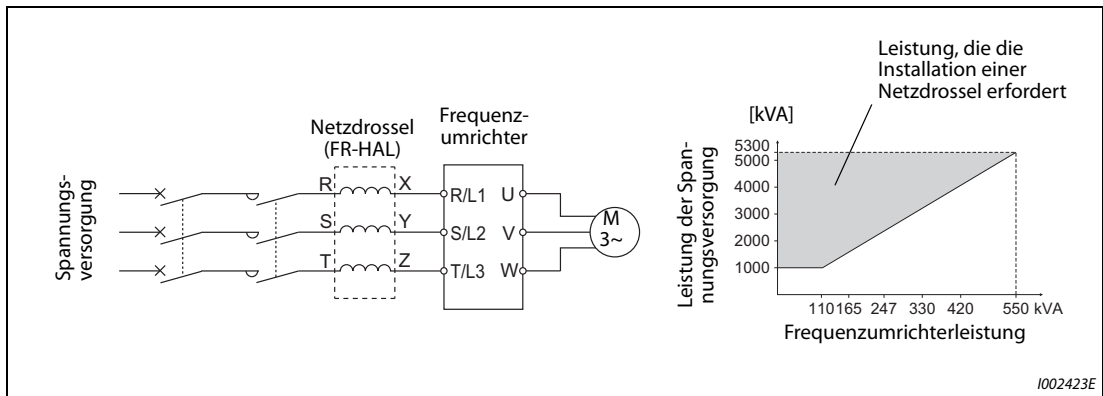 Spannungs-
versorgung
Netzdrossel
(FR-HAL)
R X
S Y
T Z
Frequenz-
umrichter
R/L1 U
S/L2 V
T/L3 W
M
3~
Leistung, die die
Installation einer
Netzdrossel erfordert
[kVA]
Leistung der Span-
nungsversorgung
5300
5000
4000
3000
2000
1000
110 165 247 330 420 550 kVA
Frequenzumrichterleistung
I002423E